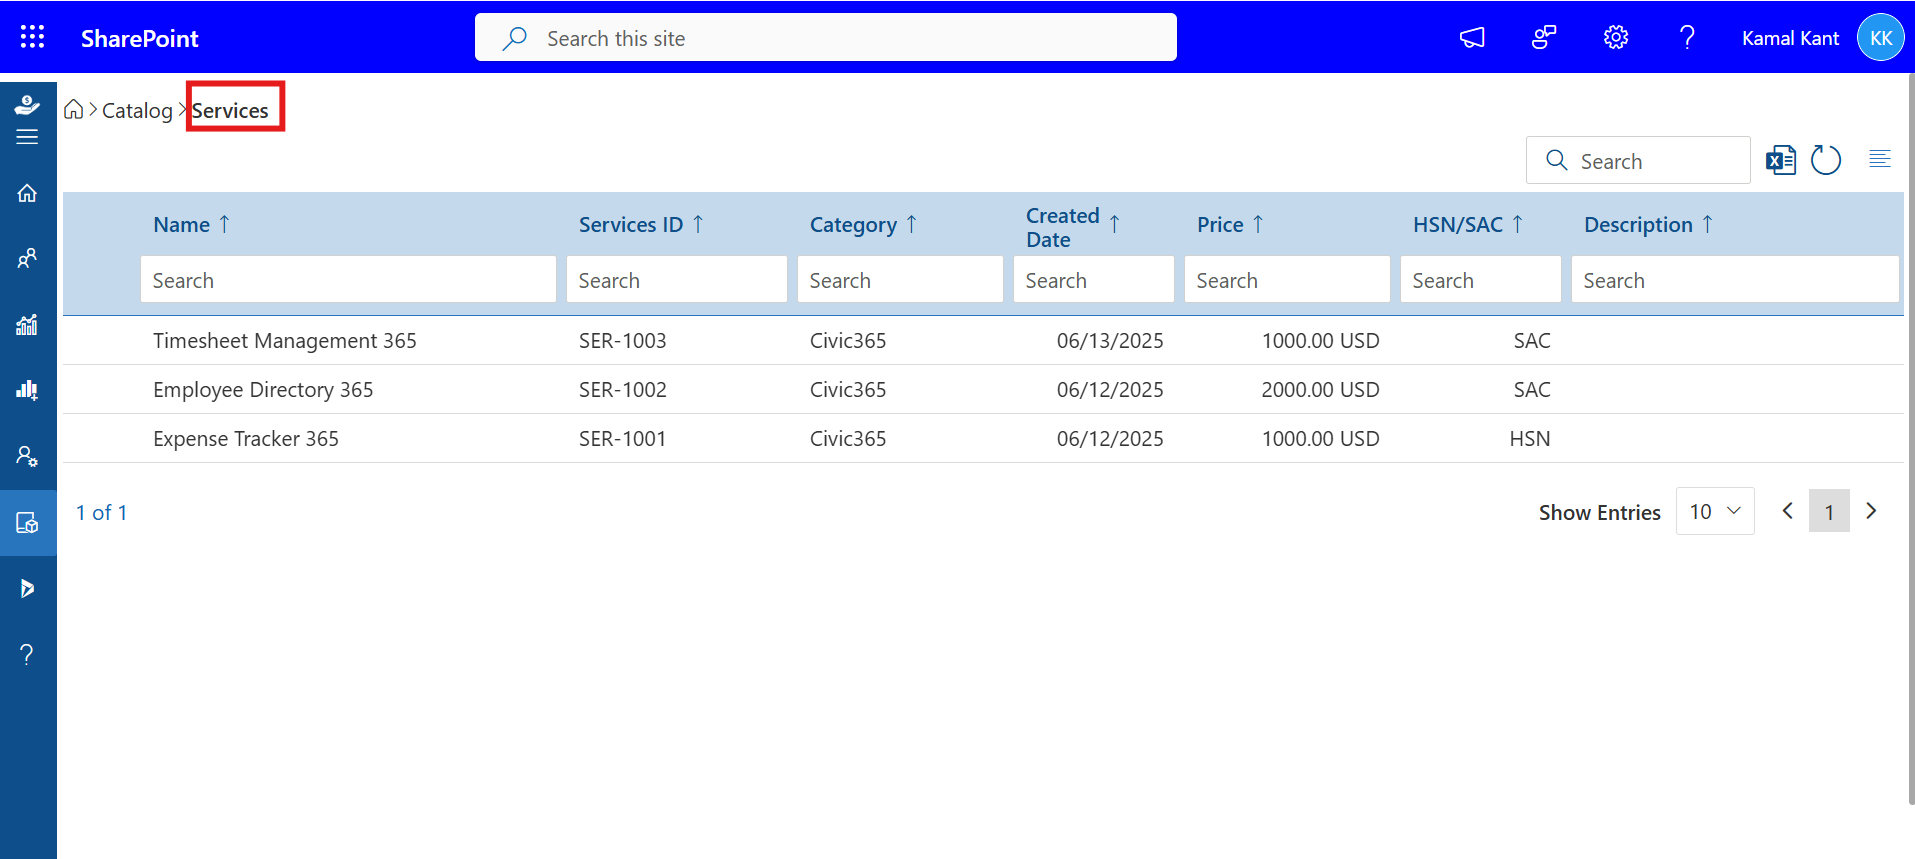 SharePoint
Search this site
Kamal Kant
KK
Catalog
Services
Search
Name Services ID Category Created Date Price HSN/SAC Description
Search Search Search Search Search Search Search
Timesheet Management 365 SER-1003 Civic365 06/13/2025 1000.00 USD SAC
Employee Directory 365 SER-1002 Civic365 06/12/2025 2000.00 USD SAC
Expense Tracker 365 SER-1001 Civic365 06/12/2025 1000.00 USD HSN
1 of 1
Show Entries 10 1